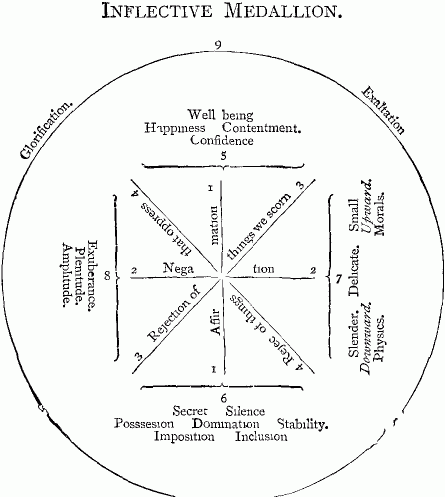 INFLECTIVE MEDALLION.
9
Glorification.
Exaltation
Well being
Happiness Contentment.
Confidence
5
4
1
3
that oppress
mation
things we scorn
Exuberance.
Plenitude.
Amplitude.
8
2
Nega
tion
2
7
Small
Upward.
Morals.
Delicate.
Slender.
Downward.
Physics.
Rejection of
Affir
Rejec of things
3
1
4
6
Secret Silence
Posssesion Domination Stability.
Imposition Inclusion